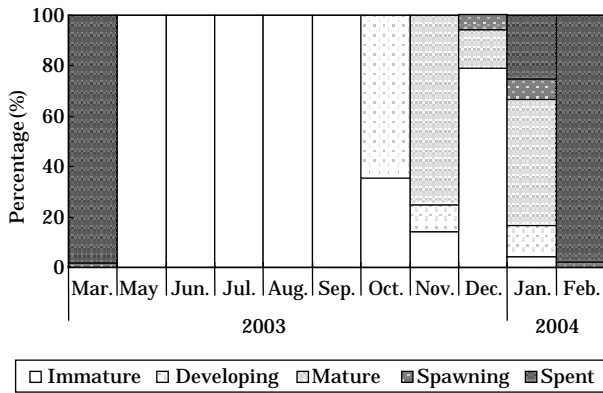 Percentage (%)
100
80
60
40
20
0
Mar. May Jun. Jul. Aug. Sep. Oct. Nov. Dec. Jan. Feb.
2003 2004
Immature Developing Mature Spawning Spent